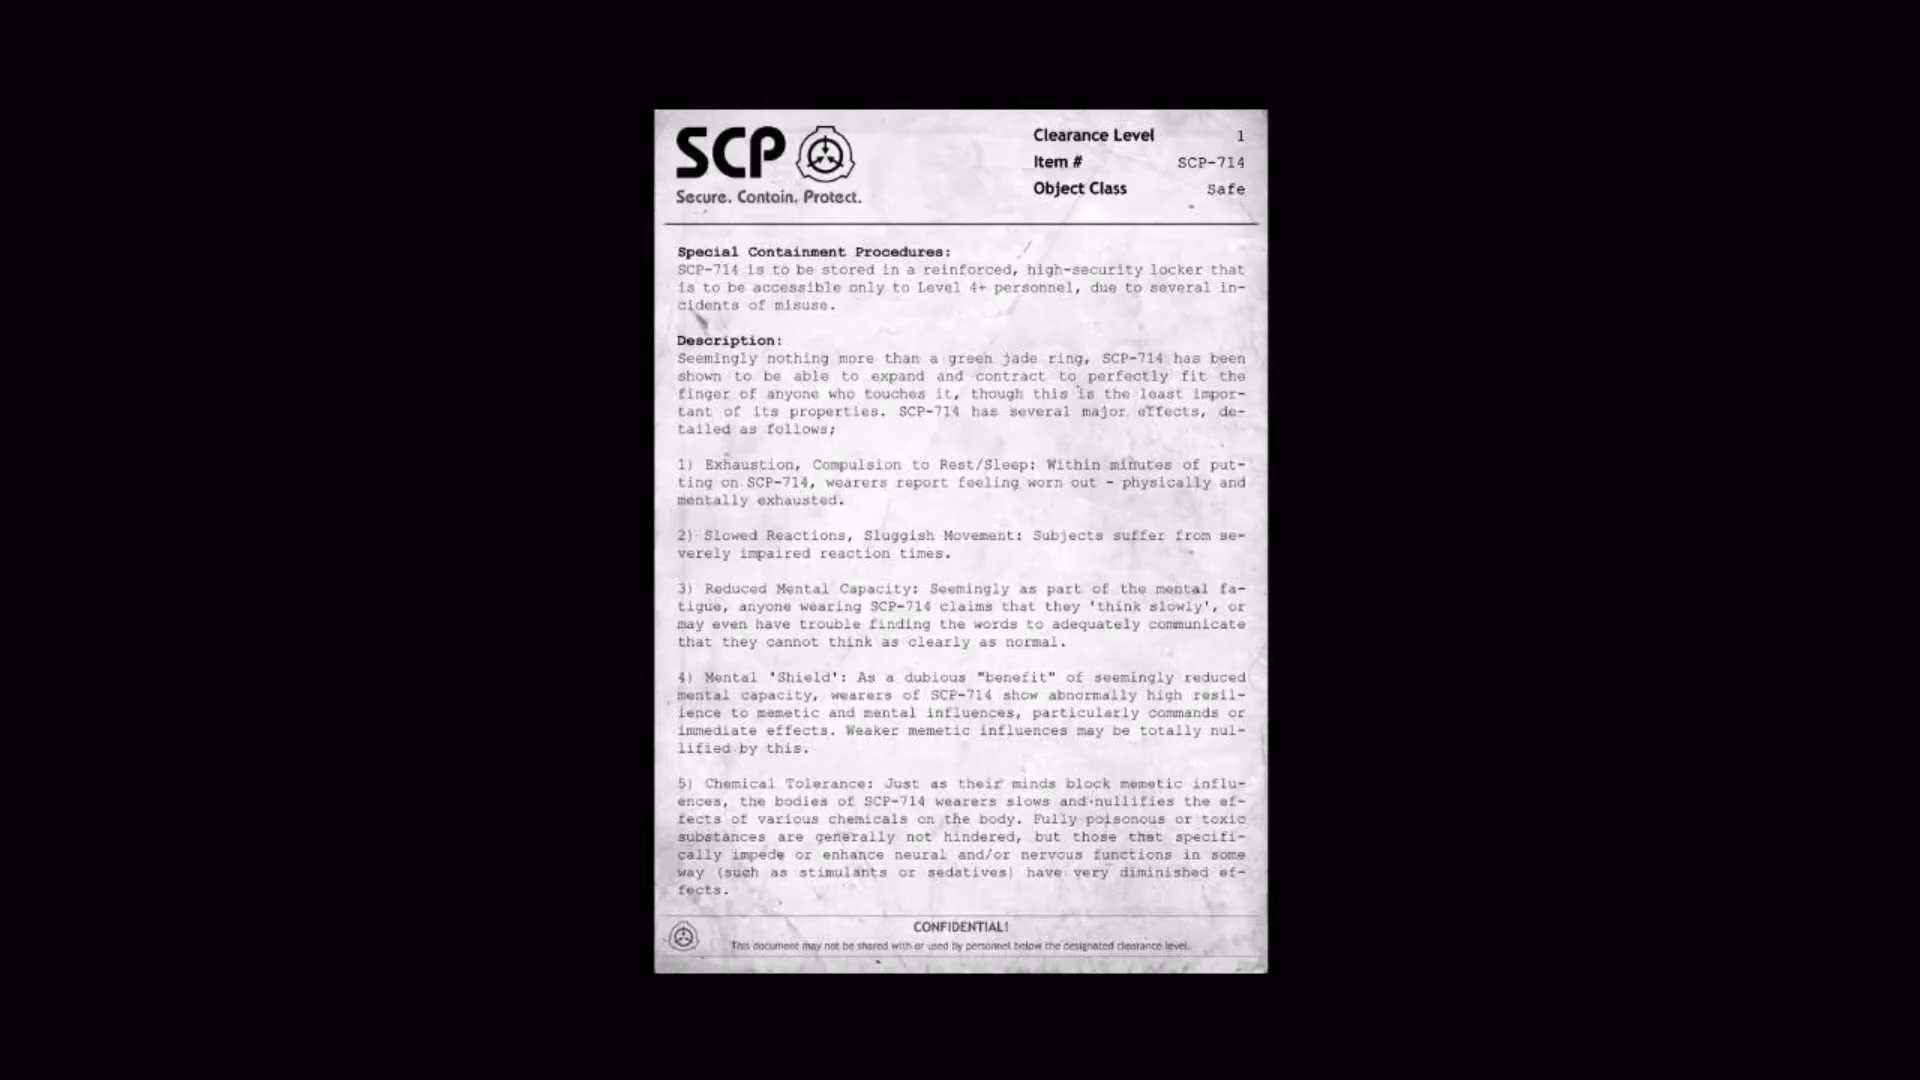 SCP
Secure. Contain. Protect.
Clearance Level 1
Item # SCP-714
Object Class Safe
Special Containment Procedures:
SCP-714 is to be stored in a reinforced, high-security locker that
is to be accessible only to Level 4+ personnel, due to several in-
cidents of misuse.
Description:
Seemingly nothing more than a green jade ring, SCP-714 has been
shown to be able to expand and contract to perfectly fit the
finger of anyone who touches it, though this is the least impor-
tant of its properties. SCP-714 has several major effects, de-
tailed as follows;
1) Exhaustion, Compulsion to Rest/Sleep: Within minutes of put-
ting on SCP-714, wearers report feeling worn out - physically and
mentally exhausted.
2) Slowed Reactions, Sluggish Movement: Subjects suffer from se-
verely impaired reaction times.
3) Reduced Mental Capacity: Seemingly as part of the mental fa-
tigue, anyone wearing SCP-714 claims that they 'think slowly', or
may even have trouble finding the words to adequately communicate
that they cannot think as clearly as normal.
4) Mental 'Shield': As a dubious "benefit" of seemingly reduced
mental capacity, wearers of SCP-714 show abnormally high resil-
ience to memetic and mental influences, particularly commands or
immediate effects. Weaker memetic influences may be totally nul-
lified by this.
5) Chemical Tolerance: Just as their minds block memetic influ-
ences, the bodies of SCP-714 wearers slows and nullifies the ef-
fects of various chemicals on the body. Fully poisonous or toxic
substances are generally not hindered, but those that specifi-
cally impede or enhance neural and/or nervous functions in some
way (such as stimulants or sedatives) have very diminished ef-
fects.
CONFIDENTIAL!
This document may not be shared with or used by personnel below the designated clearance level.